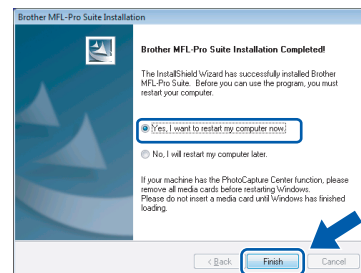 Brother MFL-Pro Suite Installation
Brother MFL-Pro Suite Installation Completed!
The InstallShield Wizard has successfully installed Brother
MFL-Pro Suite. Before you can use the program, you must
restart your computer.
Yes, I want to restart my computer now.
No, I will restart my computer later.
If your machine has the PhotoCapture Center function, please
remove all media cards before restarting Windows.
Please do not insert a media card until Windows has finished
loading.
< Back
Finish
Cancel